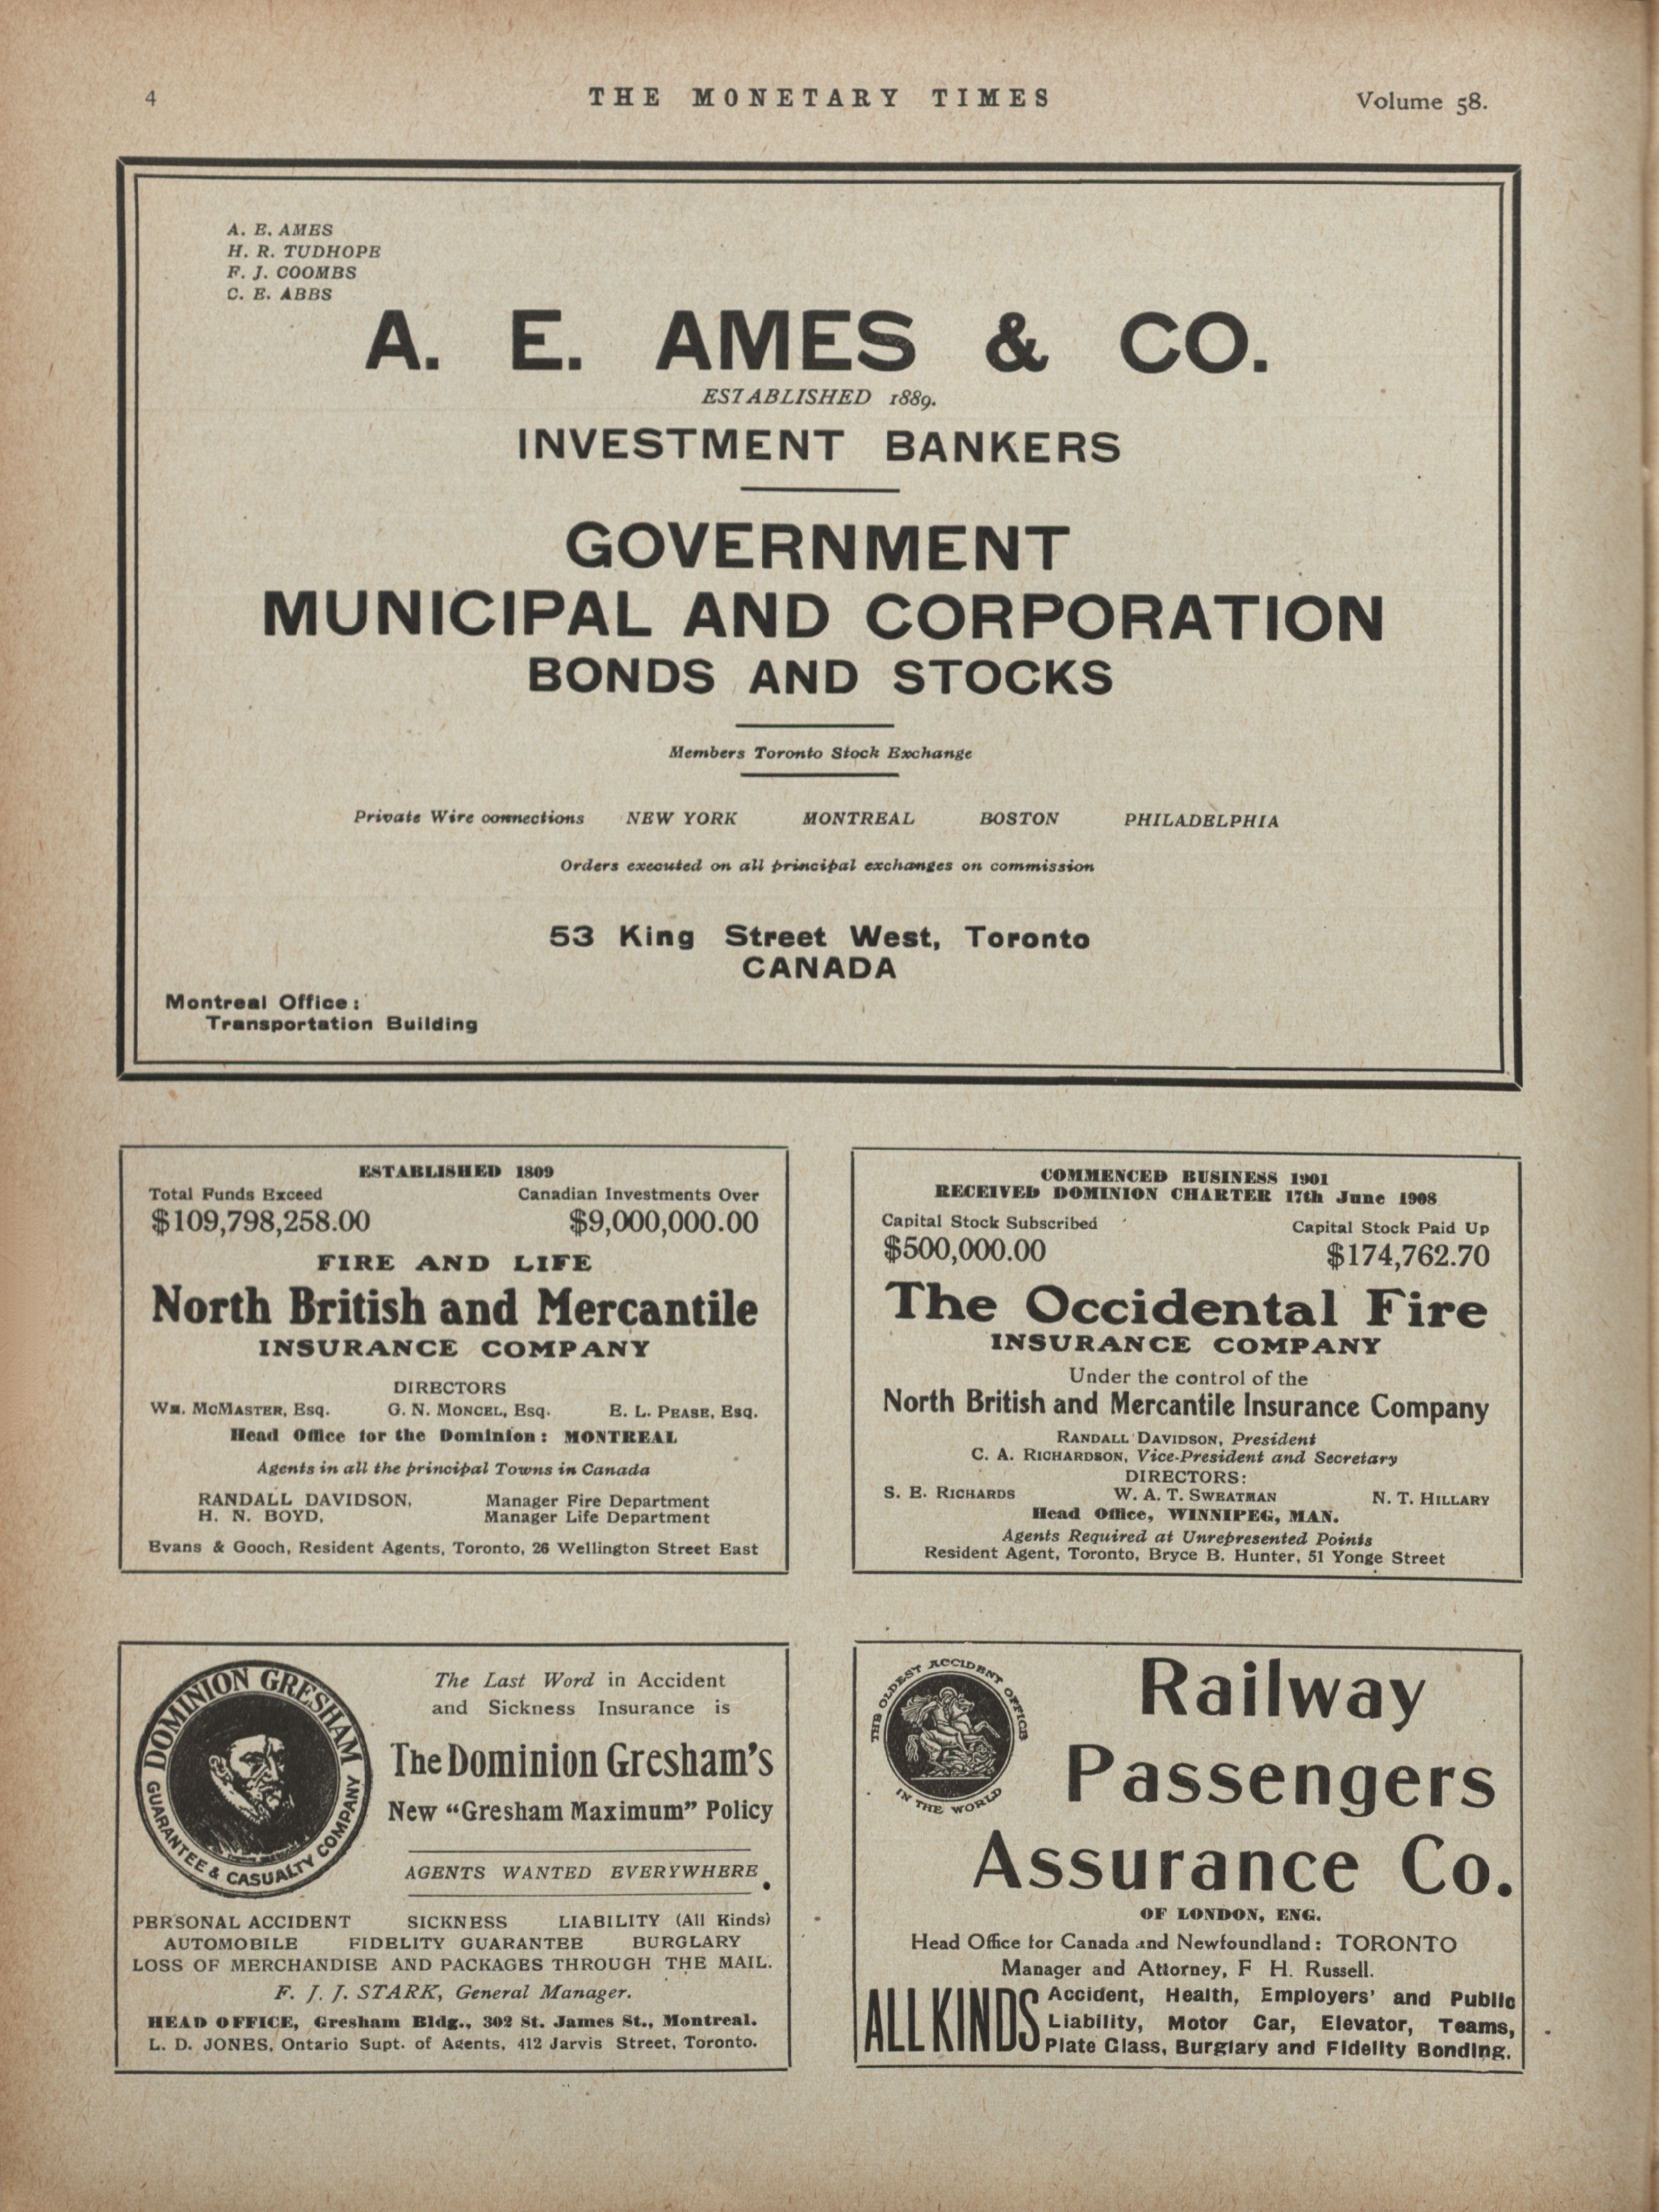 4 THE MONETARY TIMES Volume 58.
A. E. AMES
H. R. TUDHOPE
F. J. COOMBS
C. E. ABBS
A. E. AMES & CO.
ESTABLISHED 1889.
INVESTMENT BANKERS
GOVERNMENT
MUNICIPAL AND CORPORATION
BONDS AND STOCKS
Members Toronto Stock Exchange
Private Wire connections NEW YORK MONTREAL BOSTON PHILADELPHIA
Orders executed on all principal exchanges on commission
53 King Street West, Toronto
CANADA
Montreal Office:
Transportation Building
ESTABLISHED 1809
Total Funds Exceed Canadian Investments Over
$109,798,258.00 $9,000,000.00
FIRE AND LIFE
North British and Mercantile
INSURANCE COMPANY
DIRECTORS
WM. MCMASTER, Esq. G. N. MONCEL, Esq. E. L. PEASE, Esq.
Head Office for the Dominion: MONTREAL
Agents in all the principal Towns in Canada
RANDALL DAVIDSON, Manager Fire Department
H. N. BOYD, Manager Life Department
Evans & Gooch, Resident Agents, Toronto, 26 Wellington Street East
COMMENCED BUSINESS 1901
RECEIVED DOMINION CHARTER 17th June 1908
Capital Stock Subscribed Capital Stock Paid Up
$500,000.00 $174,762.70
The Occidental Fire
INSURANCE COMPANY
Under the control of the
North British and Mercantile Insurance Company
RANDALL DAVIDSON, President
C. A. RICHARDSON, Vice-President and Secretary
DIRECTORS:
S. E. RICHARDS W. A. T. SWEATMAN N. T. HILLARY
Head Office, WINNIPEG, MAN.
Agents Required at Unrepresented Points
Resident Agent, Toronto, Bryce B. Hunter, 51 Yonge Street
DOMINION GRESHAM
GUARANTEE & CASUALTY COMPANY
The Last Word in Accident
and Sickness Insurance is
The Dominion Gresham's
New "Gresham Maximum" Policy
AGENTS WANTED EVERYWHERE.
PERSONAL ACCIDENT SICKNESS LIABILITY (All Kinds)
AUTOMOBILE FIDELITY GUARANTEE BURGLARY
LOSS OF MERCHANDISE AND PACKAGES THROUGH THE MAIL.
F. J. J. STARK, General Manager.
HEAD OFFICE, Gresham Bldg., 302 St. James St., Montreal.
L. D. JONES, Ontario Supt. of Agents, 412 Jarvis Street, Toronto.
THE OLDEST ACCIDENT OFFICE
IN THE WORLD
Railway
Passengers
Assurance Co.
OF LONDON, ENG.
Head Office for Canada and Newfoundland: TORONTO
Manager and Attorney, F H. Russell.
ALL KINDS
Accident, Health, Employers' and Public
Liability, Motor Car, Elevator, Teams,
Plate Glass, Burglary and Fidelity Bonding.